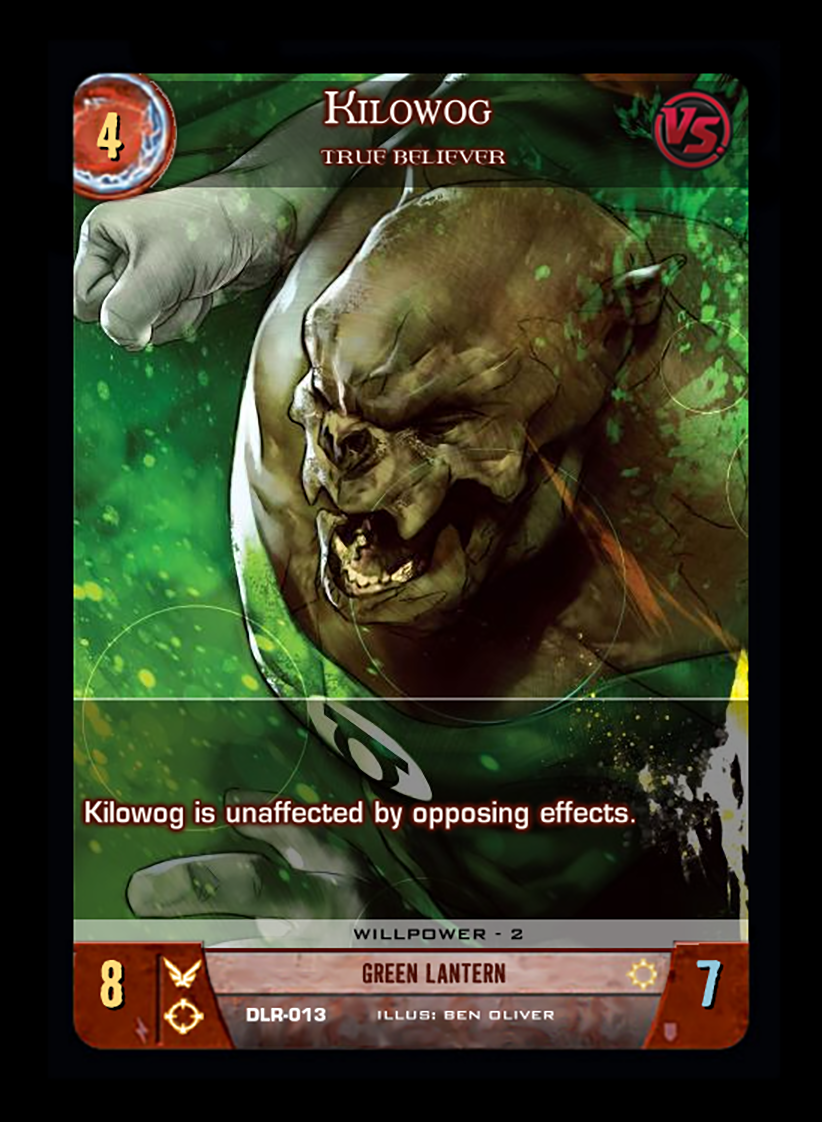 4
Kilowog
VS.
TRUE BELIEVER
Kilowog is unaffected by opposing effects.
WILLPOWER - 2
8
GREEN LANTERN
7
DLR-013 ILLUS: BEN OLIVER